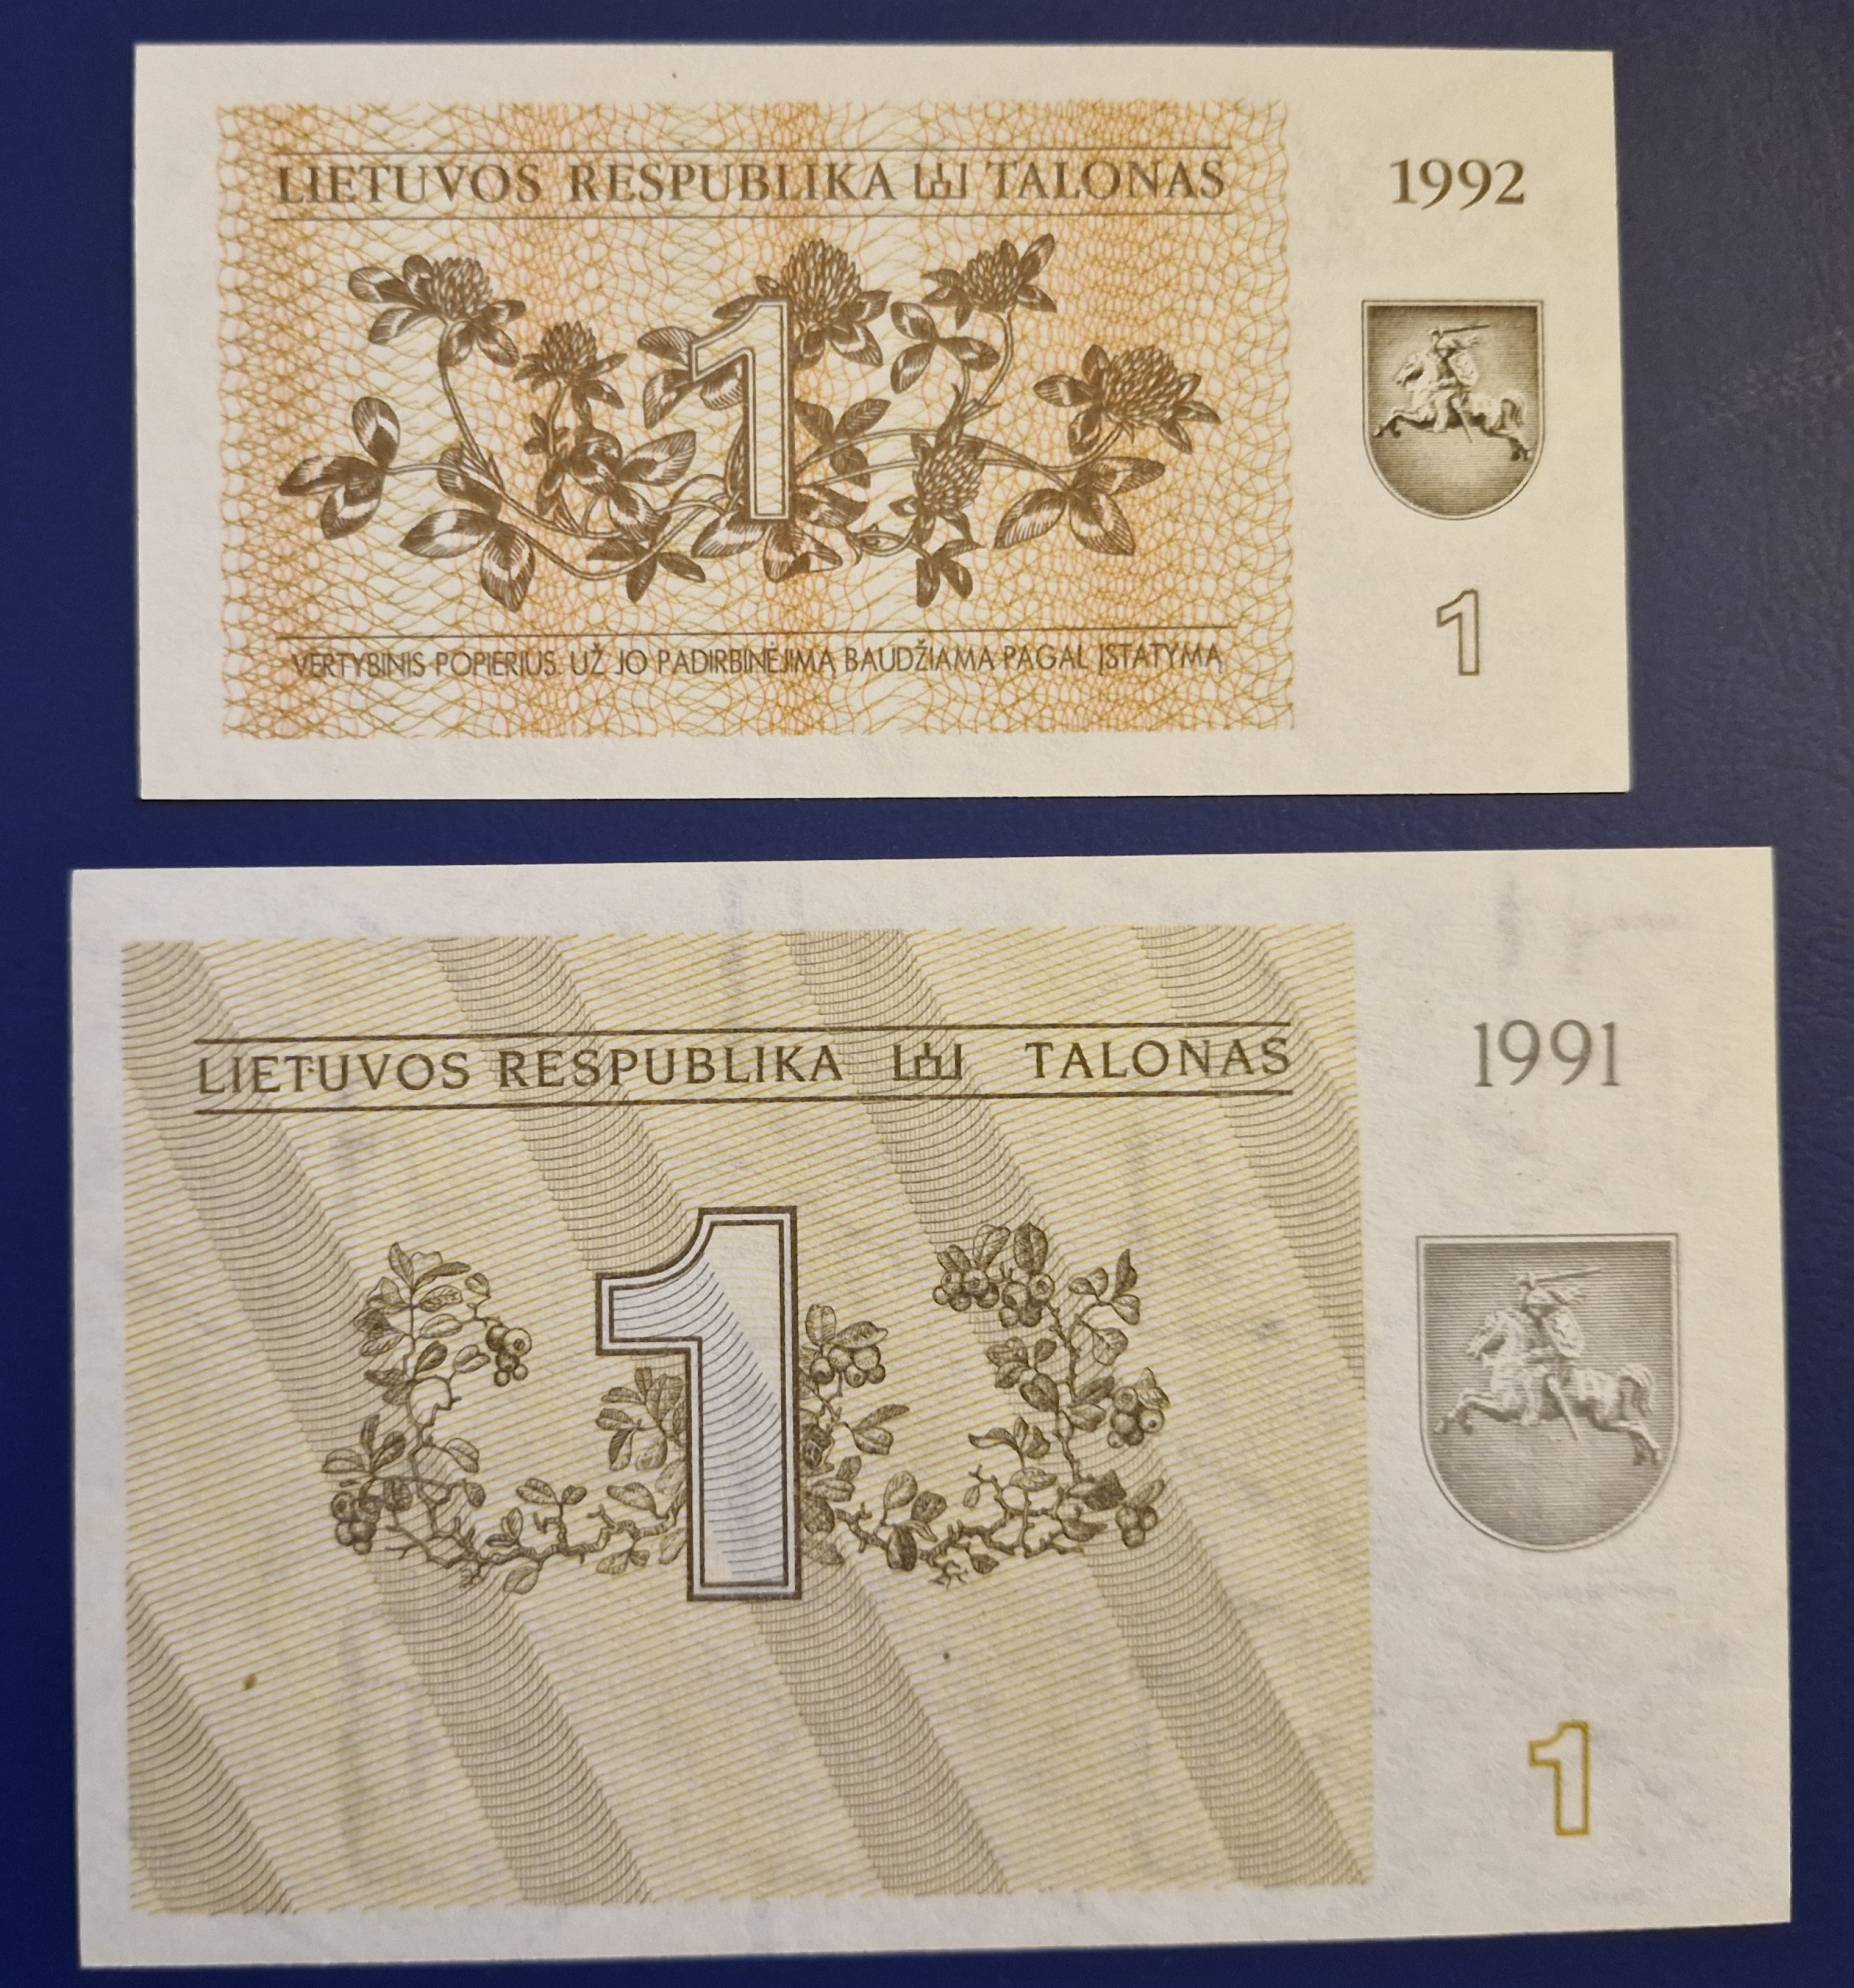 LIETUVOS RESPUBLIKA TALONAS
1992
1
1
VERTYBINIS POPIERIUS. UŽ JO PADIRBINĖJIMĄ BAUDŽIAMA PAGAL ĮSTATYMĄ
LIETUVOS RESPUBLIKA TALONAS
1991
1
1